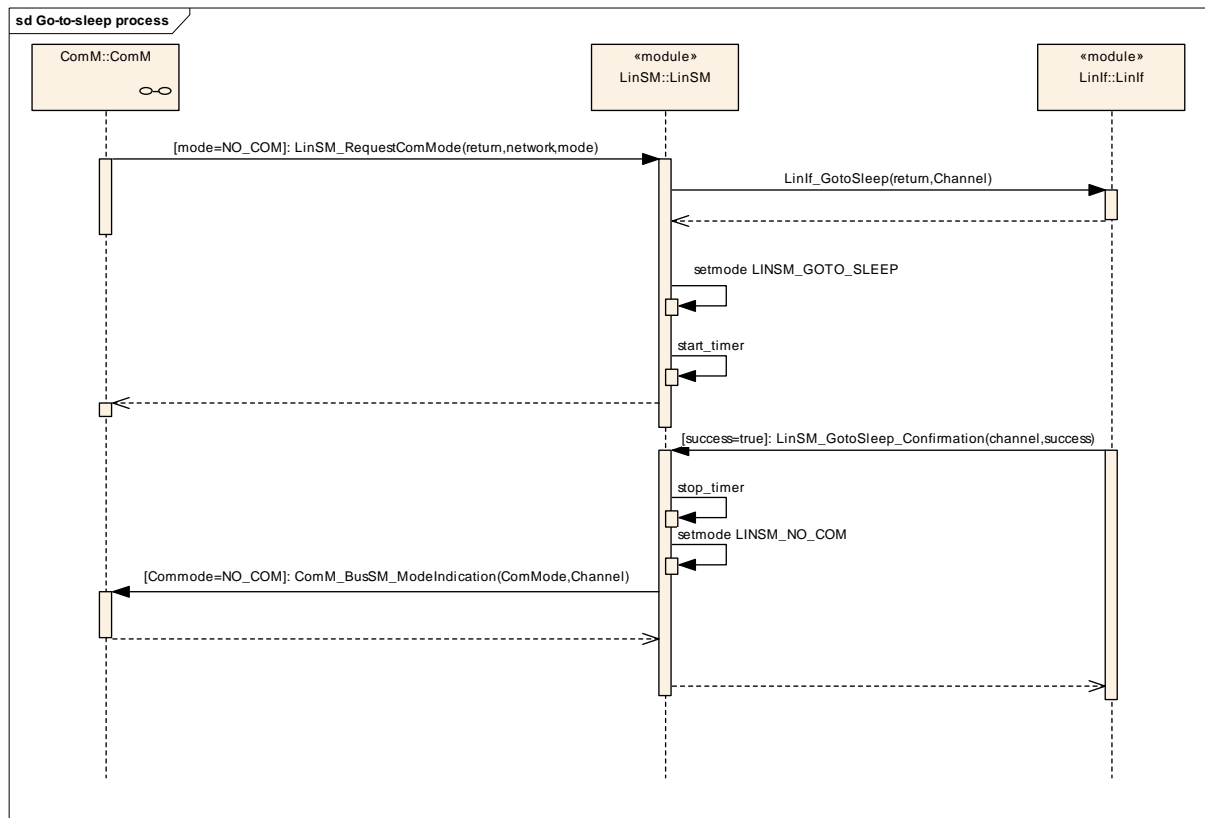 sd Go-to-sleep process
ComM::ComM
«module»
LinSM::LinSM
«module»
LinIf::LinIf
[mode=NO_COM]: LinSM_RequestComMode(return,network,mode)
LinIf_GotoSleep(return,Channel)
setmode LINSM_GOTO_SLEEP
start_timer
[success=true]: LinSM_GotoSleep_Confirmation(channel,success)
stop_timer
setmode LINSM_NO_COM
[Commode=NO_COM]: ComM_BusSM_ModeIndication(ComMode,Channel)